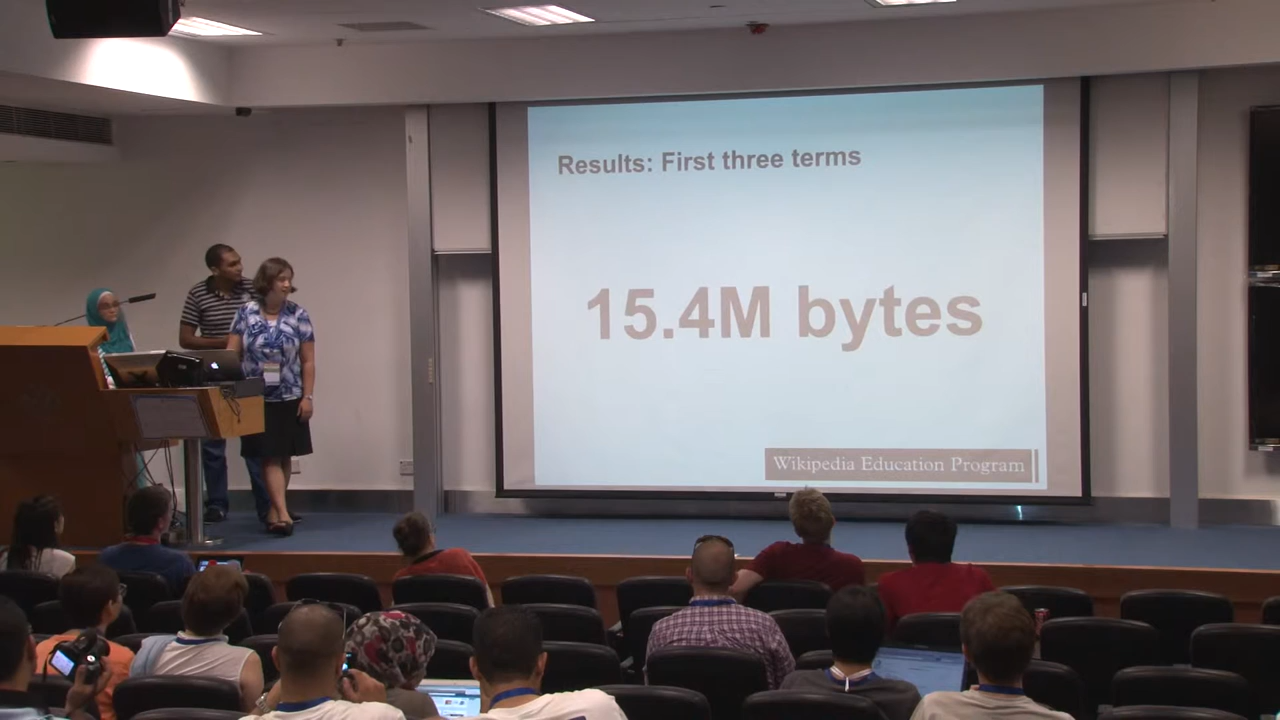 Results: First three terms
15.4M bytes
Wikipedia Education Program